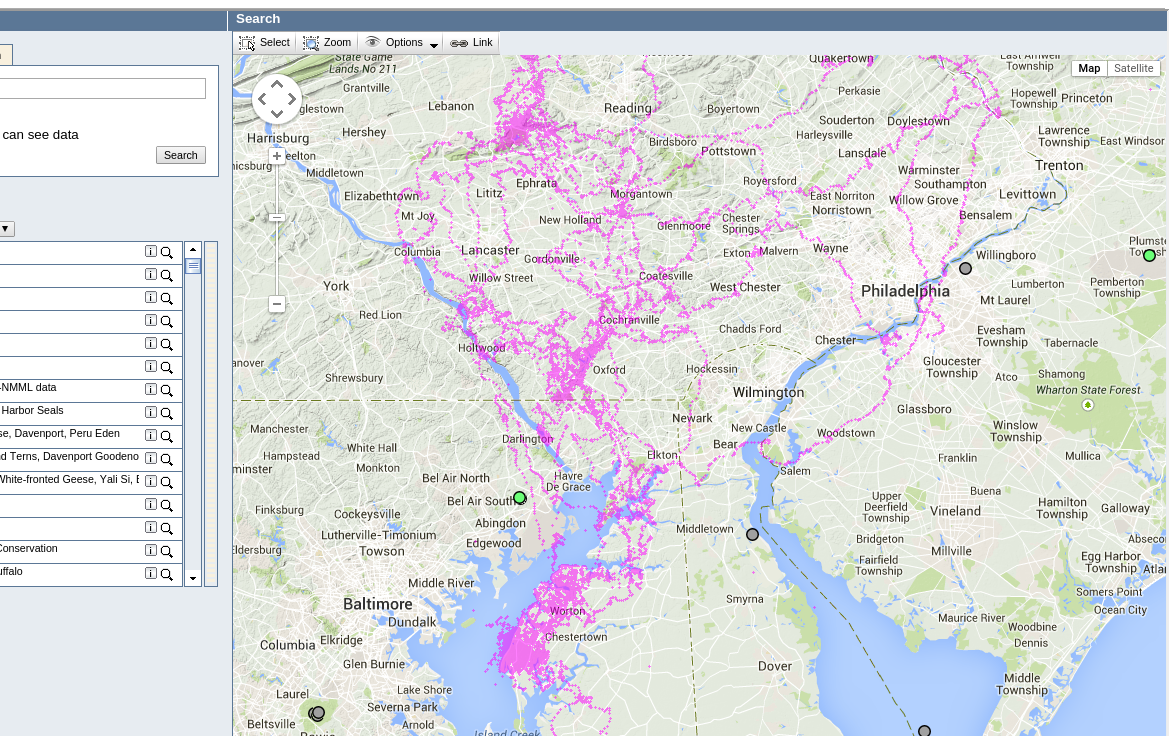 Search
Select
Zoom
Options
Link
can see data
Search
-NMML data
Harbor Seals
se, Davenport, Peru Eden
nd Terns, Davenport Goodeno
White-fronted Geese, Yali Si, E
Conservation
uffalo
Map
Satellite
State Game
Lands No 211
Grantville
Lebanon
Reading
Boyertown
Quakertown
Perkasie
East Amwell
Township
Hopewell
Township
Princeton
Harrisburg
Hershey
Birdsboro
Pottstown
Souderton
Harleysville
Doylestown
Lansdale
Lawrence
Township
East Windsor
Trenton
Middletown
Elizabethtown
Lititz
Ephrata
Morgantown
Royersford
East Norriton
Norristown
Warminster
Southampton
Willow Grove
Levittown
Bensalem
Mt Joy
New Holland
Glenmoore
Chester
Springs
Columbia
Lancaster
Gordonville
Exton
Malvern
Wayne
Willingboro
Willow Street
Coatesville
West Chester
Philadelphia
Lumberton
Pemberton
Township
York
Red Lion
Cochranville
Mt Laurel
Chadds Ford
Chester
Evesham
Township
Tabernacle
Holtwood
Oxford
Hockessin
Gloucester
Township
Atco
Shamong
Wharton State Forest
Shrewsbury
Wilmington
Glassboro
Manchester
Newark
New Castle
Woodstown
Winslow
Township
Darlington
Bear
Hampstead
White Hall
Monkton
Elkton
Salem
Franklin
Mullica
Bel Air North
Havre
De Grace
Buena
Bel Air South
Upper
Deerfield
Township
Vineland
Hamilton
Township
Galloway
Finksburg
Cockeysville
Abingdon
Edgewood
Middletown
Bridgeton
Lutherville-Timonium
Towson
Fairfield
Township
Millville
Egg Harbor
Township
Middle River
Smyrna
Somers Point
Baltimore
Dundalk
Worton
Ocean City
Maurice River
Woodbine
Dennis
Columbia
Elkridge
Chestertown
Glen Burnie
Dover
Middle
Township
Laurel
Lake Shore
Severna Park
Beltsville
Arnold
Island Creek